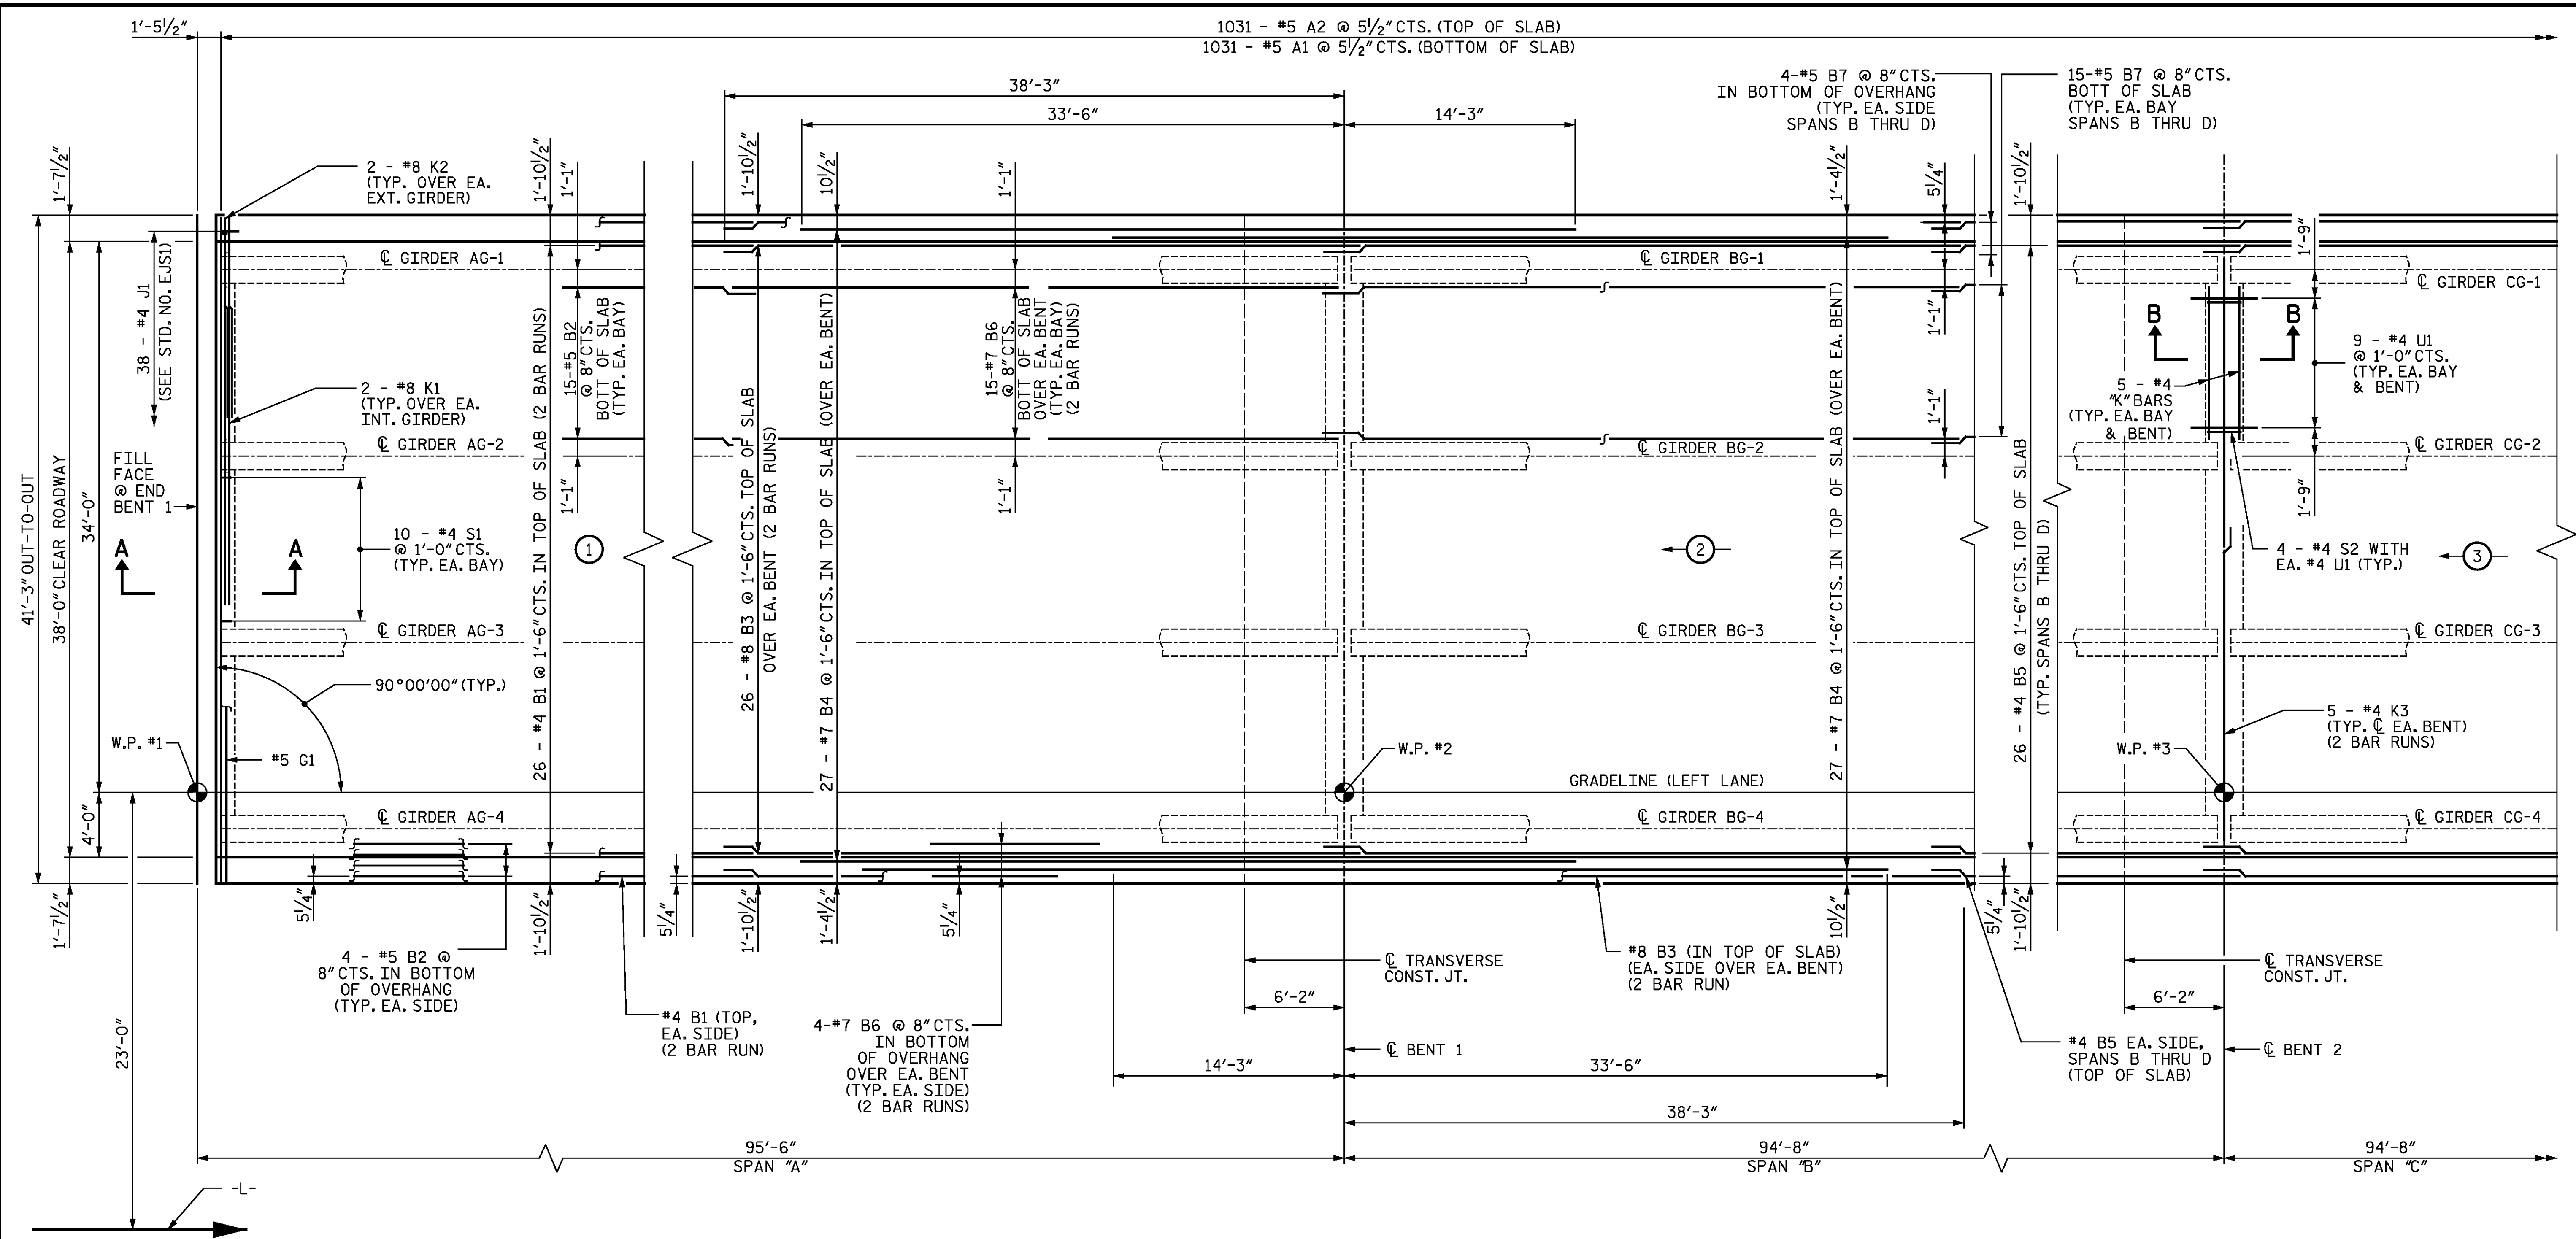 1'-5½"
1031 - #5 A2 @ 5½" CTS. (TOP OF SLAB)
1031 - #5 A1 @ 5½" CTS. (BOTTOM OF SLAB)
38'-3"
33'-6"
14'-3"
4-#5 B7 @ 8" CTS.
IN BOTTOM OF OVERHANG
(TYP. EA. SIDE
SPANS B THRU D)
15-#5 B7 @ 8" CTS.
BOTT OF SLAB
(TYP. EA. BAY
SPANS B THRU D)
1'-7½"
2 - #8 K2
(TYP. OVER EA.
EXT. GIRDER)
1'-10½"
1'-1"
1'-10½"
10½"
1'-1"
1'-4½"
5¼"
1'-10½"
1'-9"
41'-3" OUT-TO-OUT
38'-0" CLEAR ROADWAY
34'-0"
38 - #4 J1
(SEE STD. NO. EJS1)
℄ GIRDER AG-1
℄ GIRDER BG-1
℄ GIRDER CG-1
2 - #8 K1
(TYP. OVER EA.
INT. GIRDER)
26 - #4 B1 @ 1'-6" CTS. IN TOP OF SLAB (2 BAR RUNS)
15-#5 B2
@ 8" CTS.
BOTT OF SLAB
(TYP. EA. BAY)
26 - #8 B3 @ 1'-6" CTS. TOP OF SLAB
OVER EA. BENT (2 BAR RUNS)
27 - #7 B4 @ 1'-6" CTS. IN TOP OF SLAB (OVER EA. BENT)
15-#7 B6
@ 8" CTS.
BOTT OF SLAB
OVER EA. BENT
(TYP. EA. BAY)
(2 BAR RUNS)
27 - #7 B4 @ 1'-6" CTS. IN TOP OF SLAB (OVER EA. BENT)
1'-1"
1'-1"
26 - #4 B5 @ 1'-6" CTS. TOP OF SLAB
(TYP. SPANS B THRU D)
B
B
9 - #4 U1
@ 1'-0" CTS.
(TYP. EA. BAY
& BENT)
5 - #4
"K" BARS
(TYP. EA. BAY
& BENT)
℄ GIRDER AG-2
℄ GIRDER BG-2
℄ GIRDER CG-2
1'-1"
1'-1"
1'-9"
FILL
FACE
@ END
BENT 1
A
A
10 - #4 S1
@ 1'-0" CTS.
(TYP. EA. BAY)
1
2
3
4 - #4 S2 WITH
EA. #4 U1 (TYP.)
℄ GIRDER AG-3
℄ GIRDER BG-3
℄ GIRDER CG-3
90°00'00" (TYP.)
5 - #4 K3
(TYP. ℄ EA. BENT)
(2 BAR RUNS)
W.P. #1
#5 G1
W.P. #2
W.P. #3
GRADELINE (LEFT LANE)
4'-0"
℄ GIRDER AG-4
℄ GIRDER BG-4
℄ GIRDER CG-4
1'-7½"
5¼"
1'-10½"
5¼"
1'-10½"
1'-4½"
5¼"
10½"
5¼"
1'-10½"
4 - #5 B2 @
8" CTS. IN BOTTOM
OF OVERHANG
(TYP. EA. SIDE)
#4 B1 (TOP,
EA. SIDE)
(2 BAR RUN)
4-#7 B6 @ 8" CTS.
IN BOTTOM
OF OVERHANG
OVER EA. BENT
(TYP. EA. SIDE)
(2 BAR RUNS)
℄ TRANSVERSE
CONST. JT.
#8 B3 (IN TOP OF SLAB)
(EA. SIDE OVER EA. BENT)
(2 BAR RUN)
℄ TRANSVERSE
CONST. JT.
6'-2"
6'-2"
23'-0"
℄ BENT 1
#4 B5 EA. SIDE,
SPANS B THRU D
(TOP OF SLAB)
℄ BENT 2
14'-3"
33'-6"
38'-3"
95'-6"
SPAN "A"
94'-8"
SPAN "B"
94'-8"
SPAN "C"
-L-